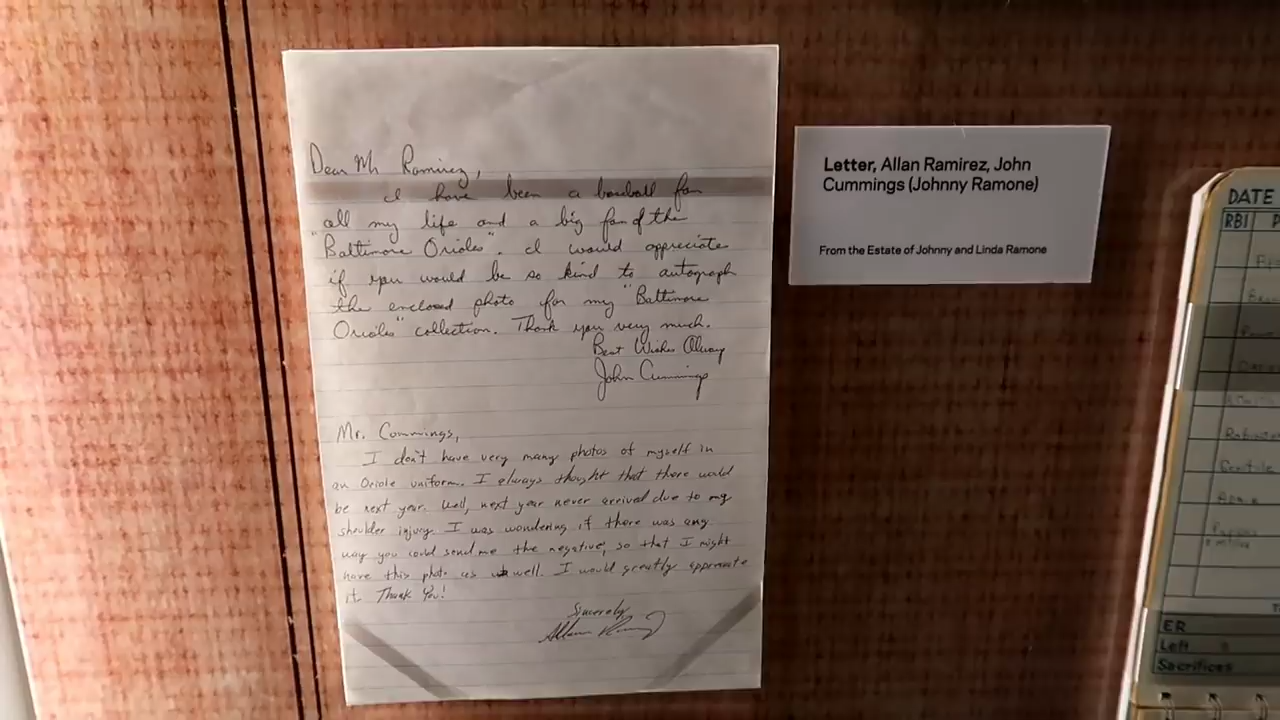 Dear Mr. Ramirez,
I have been a baseball fan
all my life and a big fan of the
"Baltimore Orioles". I would appreciate
if you would be so kind to autograph
the enclosed photo for my "Baltimore
Orioles" collection. Thank you very much.
Best Wishes Always
John Cummings
Mr. Cummings,
I don't have very many photos of myself in
an Oriole uniform. I always thought that there would
be next year. Well, next year never arrived due to my
shoulder injury. I was wondering if there was any
way you could send me the negative, so that I might
have this photo as well. I would greatly appreciate
it. Thank You!
Sincerely
Allan Ramirez
Letter, Allan Ramirez, John
Cummings (Johnny Ramone)
From the Estate of Johnny and Linda Ramone
DATE
RBI
ER
Left
Sacrifices